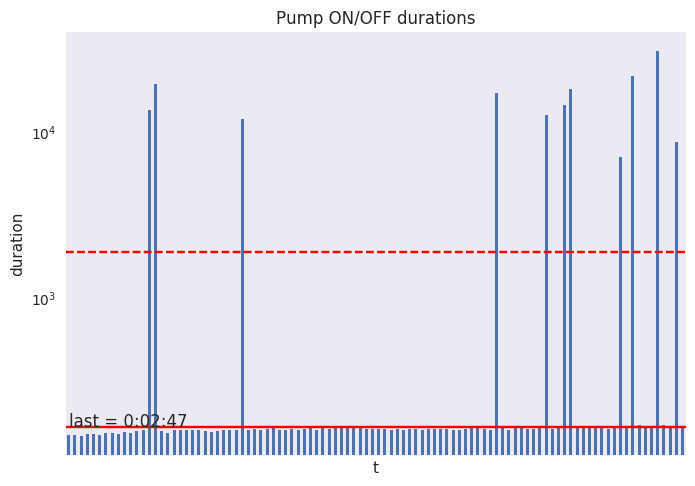 Pump ON/OFF durations
duration
10^4
10^3
last = 0:02:47
t